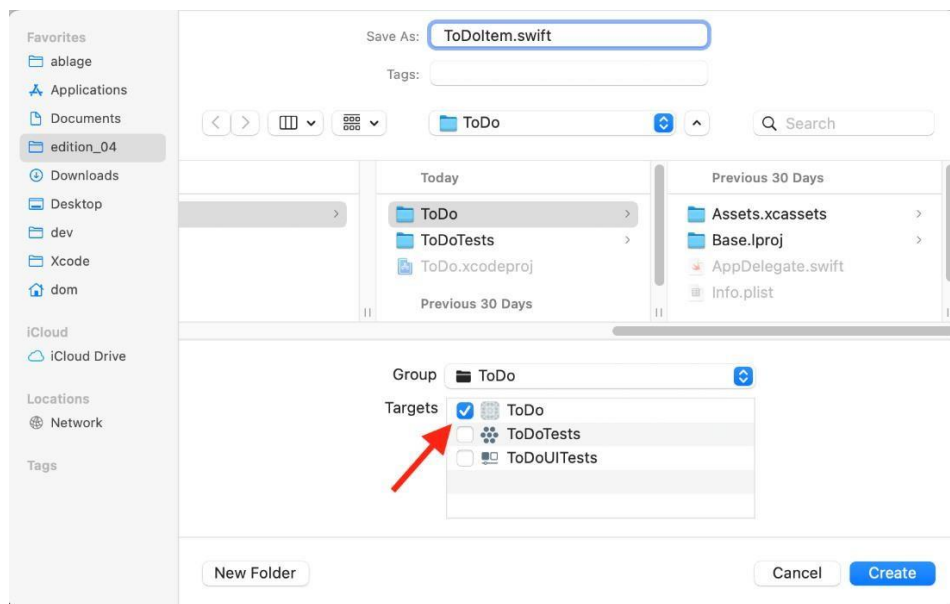 Favorites
ablage
Applications
Documents
edition_04
Downloads
Desktop
dev
Xcode
dom
iCloud
iCloud Drive
Locations
Network
Tags
Save As: ToDoItem.swift
Tags:
ToDo
Search
Today
ToDo
ToDoTests
ToDo.xcodeproj
Previous 30 Days
Previous 30 Days
Assets.xcassets
Base.lproj
AppDelegate.swift
Info.plist
Group ToDo
Targets ToDo
ToDoTests
ToDoUITests
New Folder
Cancel
Create